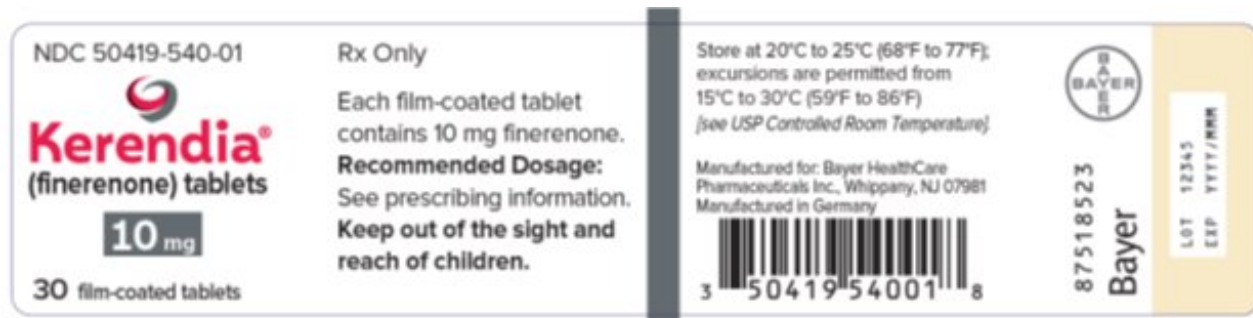 NDC 50419-540-01
Kerendia®
(finerenone) tablets
10 mg
30 film-coated tablets
Rx Only
Each film-coated tablet
contains 10 mg finerenone.
Recommended Dosage:
See prescribing information.
Keep out of the sight and
reach of children.
Store at 20°C to 25°C (68°F to 77°F);
excursions are permitted from
15°C to 30°C (59°F to 86°F)
[see USP Controlled Room Temperature].
Manufactured for: Bayer HealthCare
Pharmaceuticals Inc., Whippany, NJ 07981
Manufactured in Germany
3 50419 54001 8
BAYER
BAYER
87518523
Bayer
LOT 12345
EXP YYYY/MMM